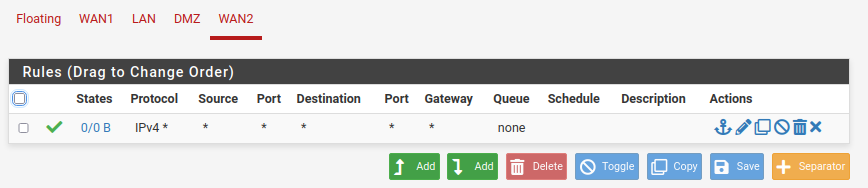 Floating WAN1 LAN DMZ WAN2
Rules (Drag to Change Order)
States Protocol Source Port Destination Port Gateway Queue Schedule Description Actions
0/0 B IPv4 * * * * * * none
Add Add Delete Toggle Copy Save Separator